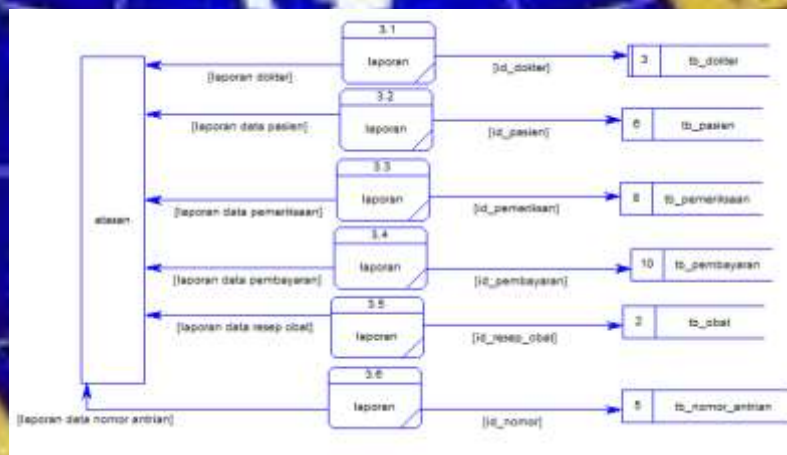 3.1
laporan
[laporan dokter]
[id_dokter]
3 tb_dokter
3.2
laporan
[laporan data pasien]
[id_pasien]
6 tb_pasien
3.3
laporan
[laporan data pemeriksaan]
[id_pemeriksan]
8 tb_pemeriksaan
atasan
3.4
laporan
[laporan data pembayaran]
[id_pembayaran]
10 tb_pembayaran
3.5
laporan
[laporan data resep obat]
[id_resep_obat]
2 tb_obat
3.6
laporan
[laporan data nomor antrian]
[id_nomor]
5 tb_nomor_antrian